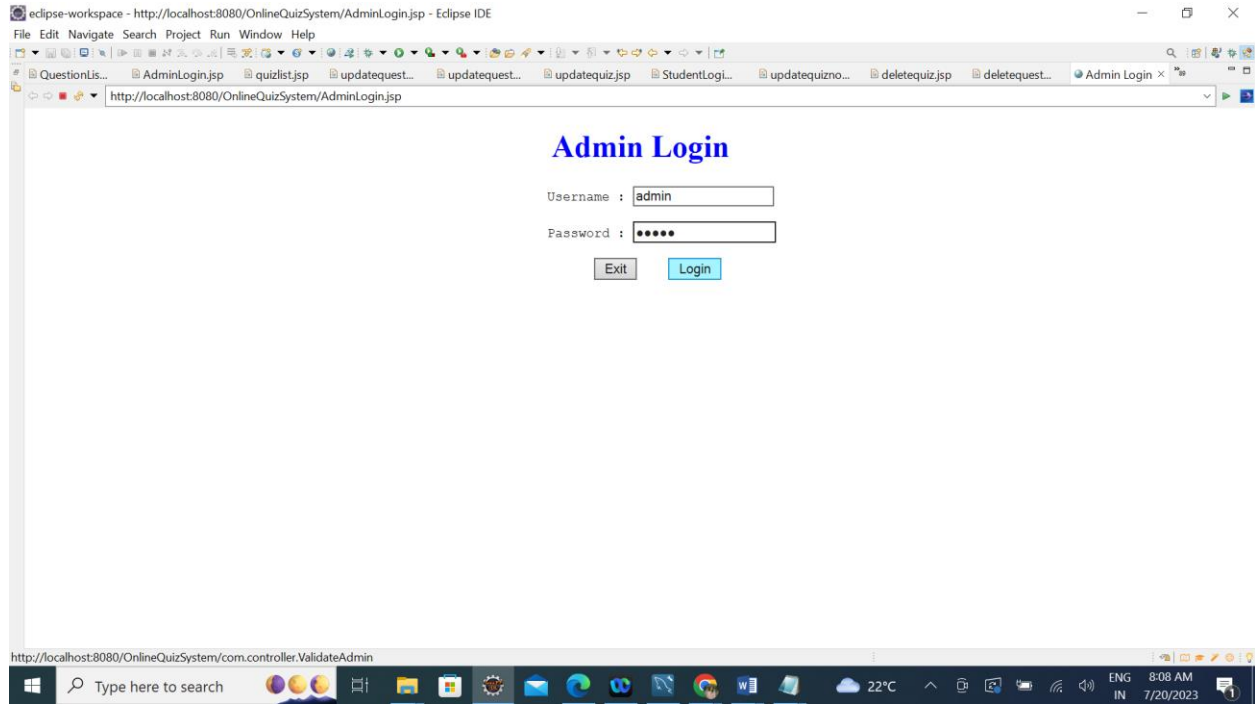 eclipse-workspace - http://localhost:8080/OnlineQuizSystem/AdminLogin.jsp - Eclipse IDE
File Edit Navigate Search Project Run Window Help
QuestionLis... AdminLogin.jsp quizlist.jsp updatequest... updatequest... updatequiz.jsp StudentLogi... updatequizno... deletequiz.jsp deletequest... Admin Login
http://localhost:8080/OnlineQuizSystem/AdminLogin.jsp
Admin Login
Username : admin
Password : •••••
Exit Login
http://localhost:8080/OnlineQuizSystem/com.controller.ValidateAdmin
Type here to search 22°C ENG 8:08 AM
IN 7/20/2023